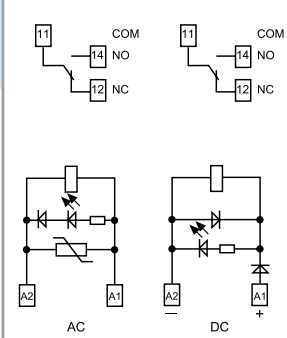 11 COM 11 COM
14 NO 14 NO
12 NC 12 NC
A2 A1 A2 A1
— +
AC DC